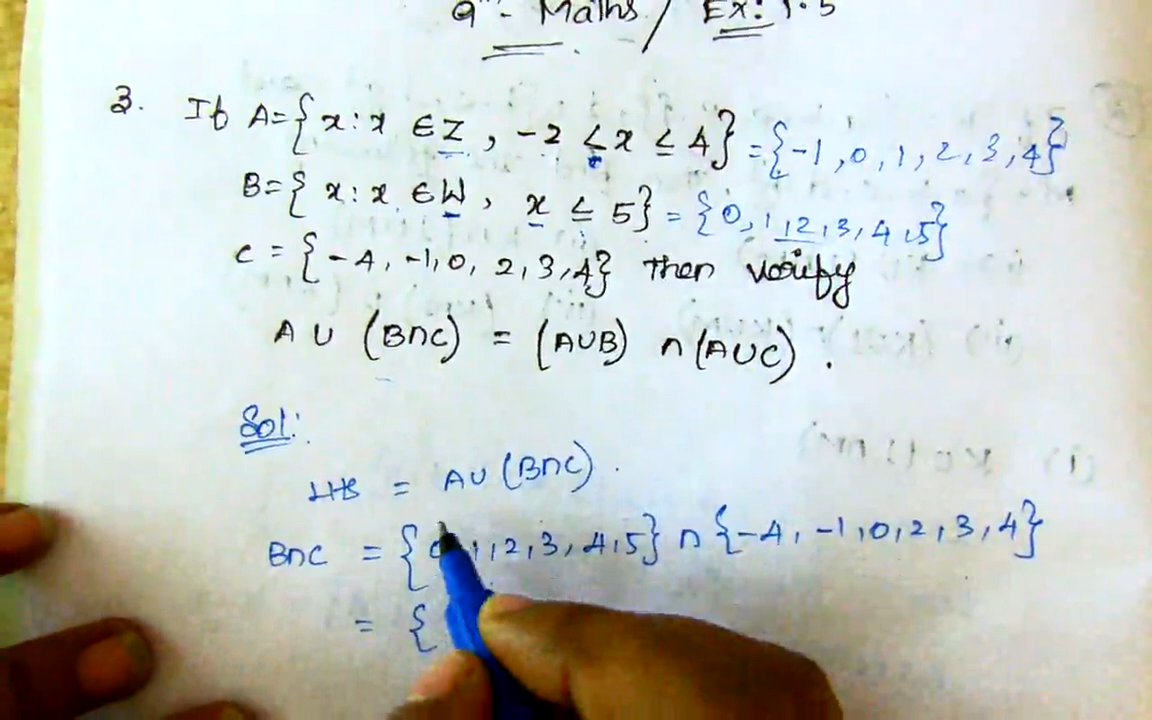 9th - Maths / Ex: 1.5
3. If A={x:x ∈Z, -2 ≤x ≤ 4} = {-1, 0, 1, 2, 3, 4}
B={ x:x ∈W, x ≤ 5} = {0, 1, 2, 3, 4, 5}
C = {-4, -1, 0, 2, 3, 4} then verify
A ∪ (B∩C) = (A∪B) ∩ (A∪C).
Sol:
LHS = A∪(B∩C).
B∩C = {0, 1, 2, 3, 4, 5} ∩ {-4, -1, 0, 2, 3, 4}
= {